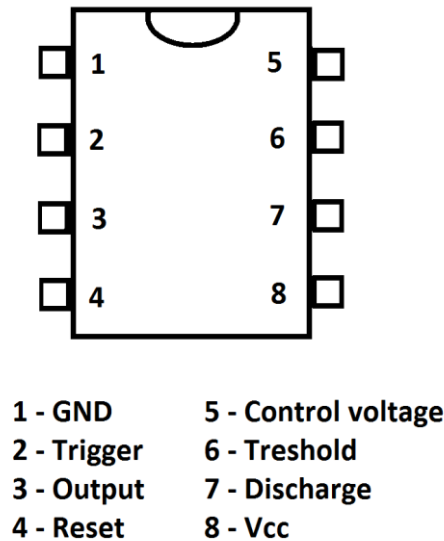 1 5
2 6
3 7
4 8
1 - GND 5 - Control voltage
2 - Trigger 6 - Treshold
3 - Output 7 - Discharge
4 - Reset 8 - Vcc